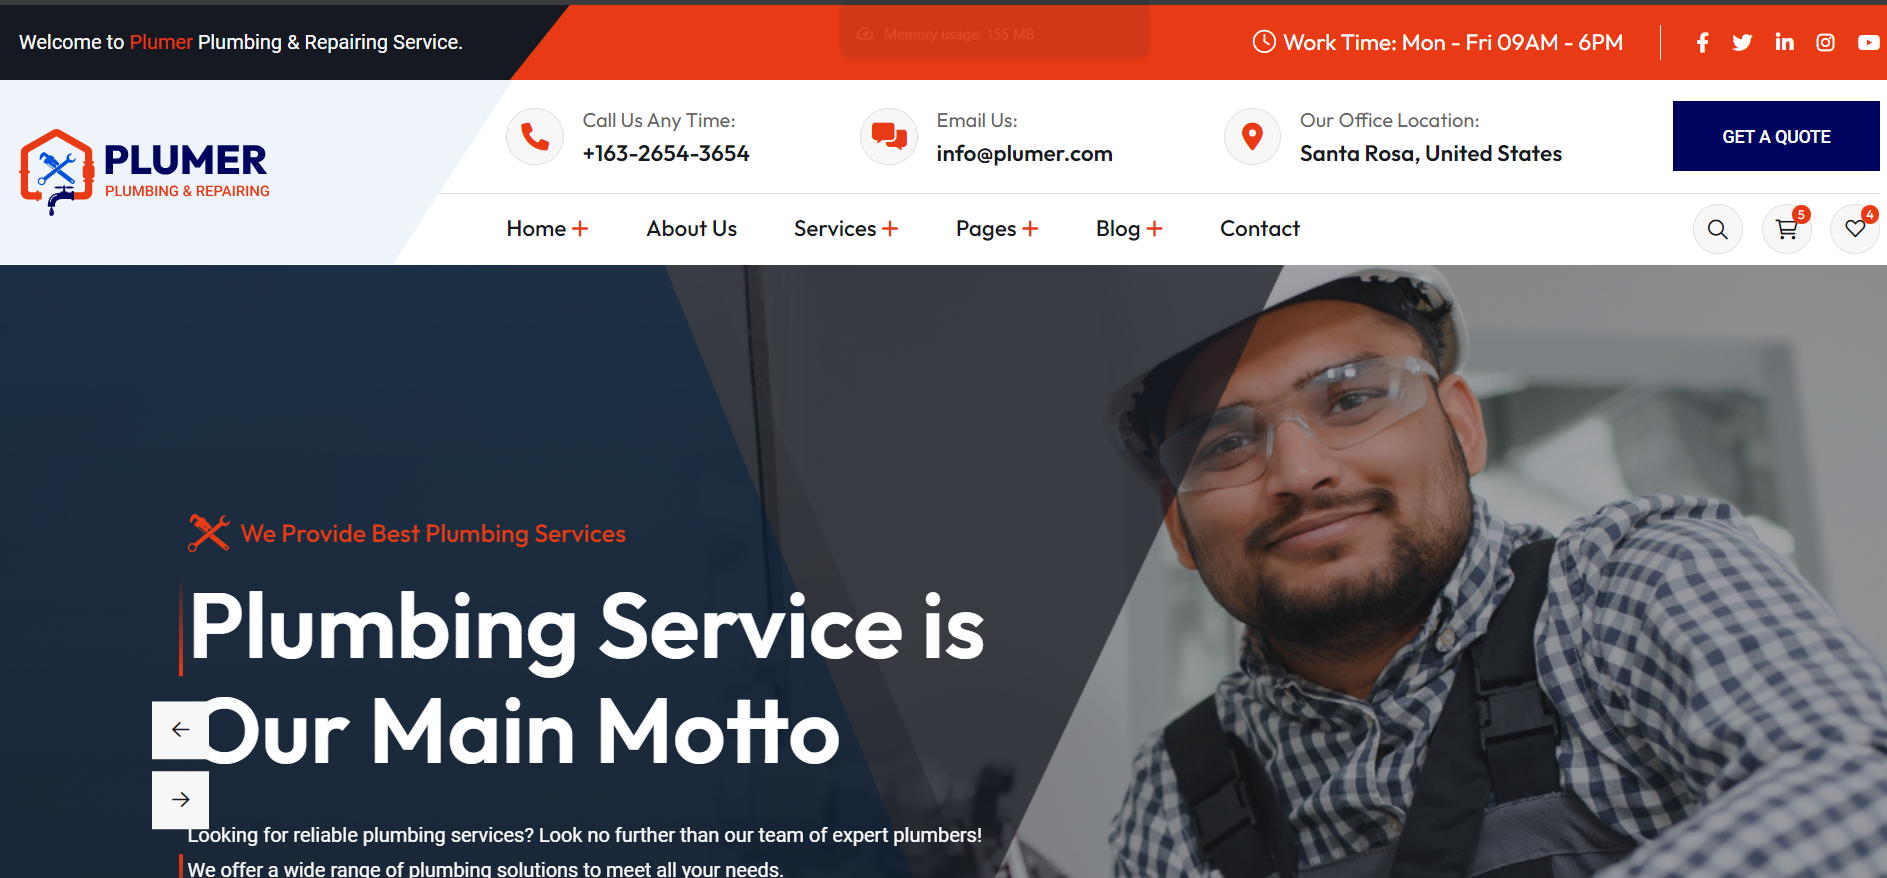 Welcome to Plumer Plumbing & Repairing Service.
Memory usage: 155 MB
Work Time: Mon - Fri 09AM - 6PM
PLUMER
PLUMBING & REPAIRING
Call Us Any Time:
+163-2654-3654
Email Us:
info@plumer.com
Our Office Location:
Santa Rosa, United States
GET A QUOTE
Home + About Us Services + Pages + Blog + Contact
5
4
We Provide Best Plumbing Services
Plumbing Service is
Our Main Motto
Looking for reliable plumbing services? Look no further than our team of expert plumbers!
We offer a wide range of plumbing solutions to meet all your needs.